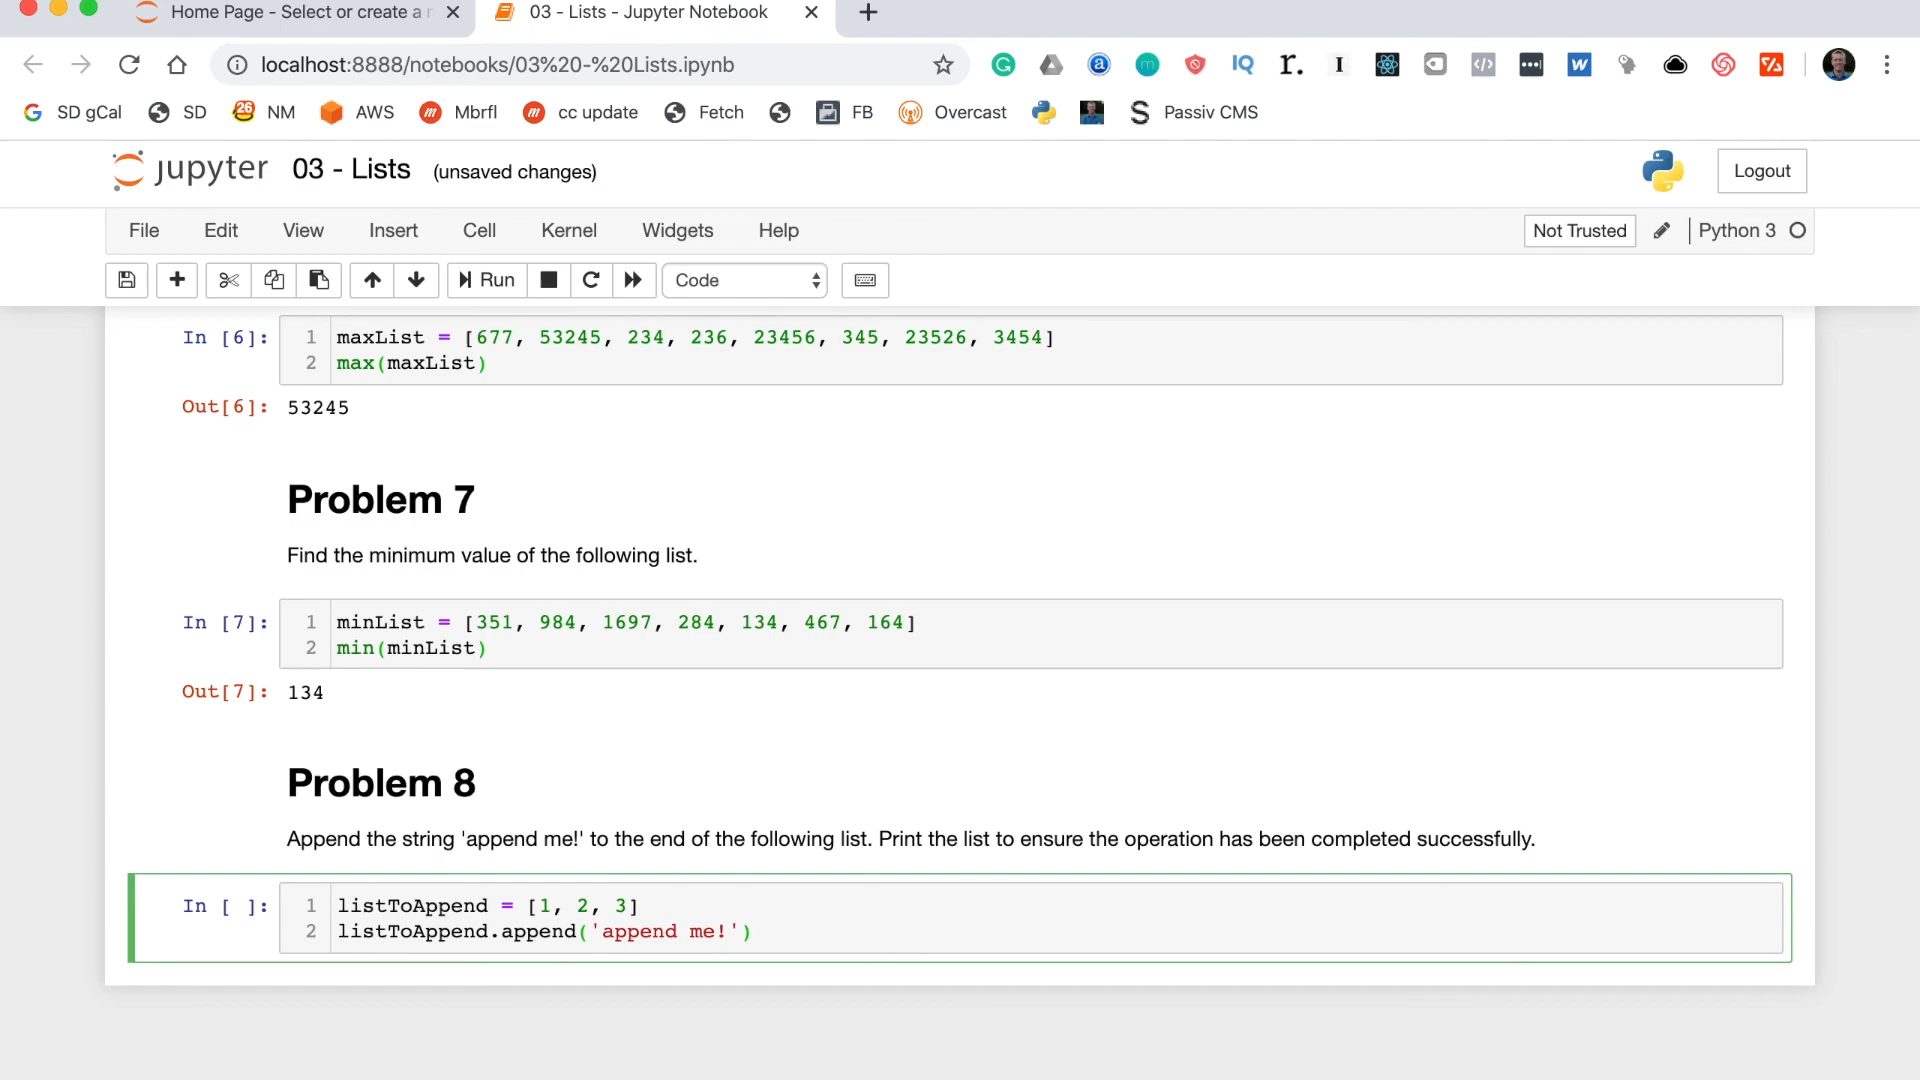 Home Page - Select or create a
03 - Lists - Jupyter Notebook
localhost:8888/notebooks/03%20-%20Lists.ipynb
SD gCal SD 26 NM AWS Mbrfl cc update Fetch FB Overcast Passiv CMS
jupyter 03 - Lists (unsaved changes) Logout
File Edit View Insert Cell Kernel Widgets Help Not Trusted Python 3
Run Code
In [6]: 1 maxList = [677, 53245, 234, 236, 23456, 345, 23526, 3454]
2 max(maxList)
Out[6]: 53245
Problem 7
Find the minimum value of the following list.
In [7]: 1 minList = [351, 984, 1697, 284, 134, 467, 164]
2 min(minList)
Out[7]: 134
Problem 8
Append the string 'append me!' to the end of the following list. Print the list to ensure the operation has been completed successfully.
In [ ]: 1 listToAppend = [1, 2, 3]
2 listToAppend.append('append me!')